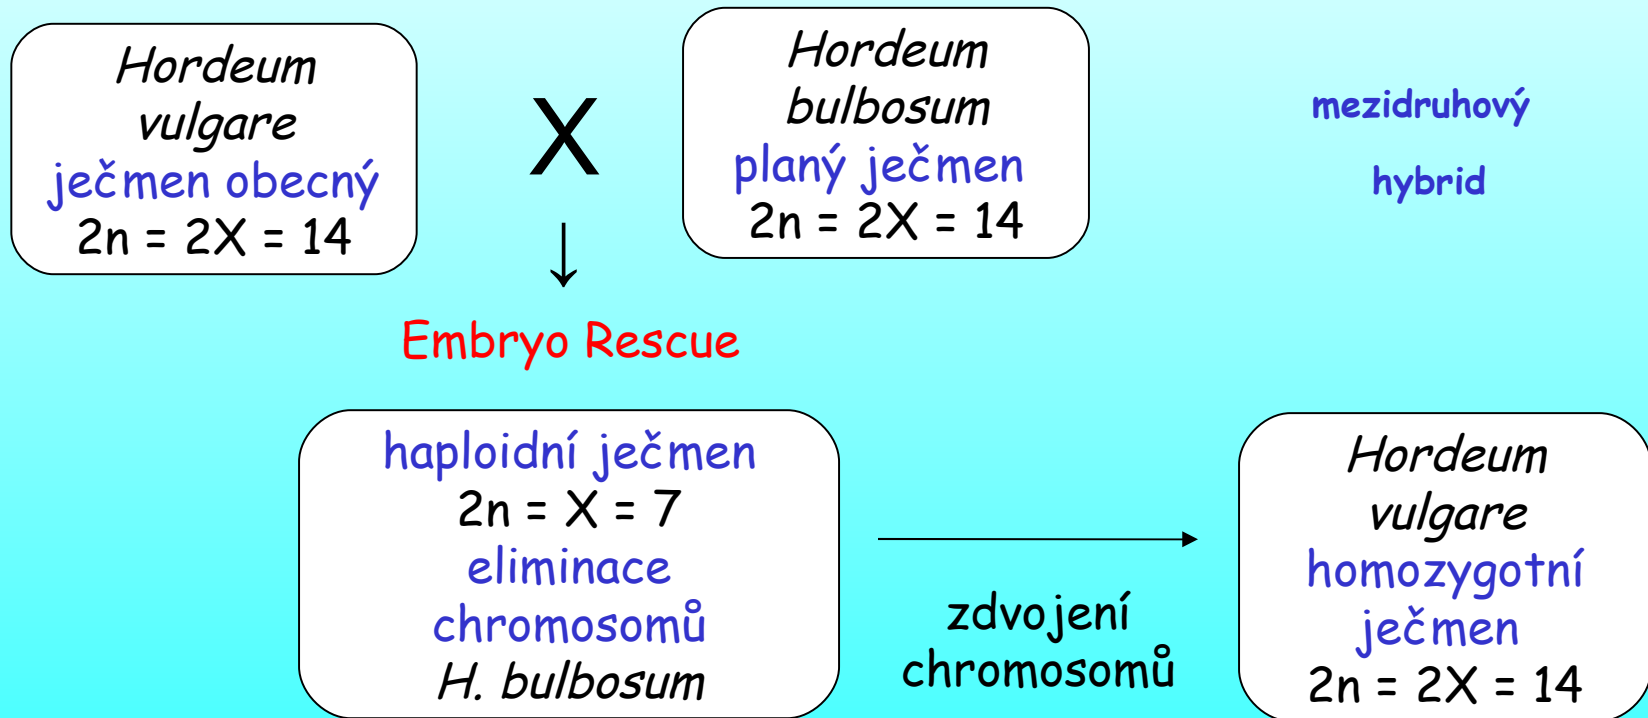 Hordeum
vulgare
ječmen obecný
2n = 2X = 14
X
Hordeum
bulbosum
planý ječmen
2n = 2X = 14
mezidruhový
hybrid
↓
Embryo Rescue
haploidní ječmen
2n = X = 7
eliminace
chromosomů
H. bulbosum
zdvojení
chromosomů
Hordeum
vulgare
homozygotní
ječmen
2n = 2X = 14